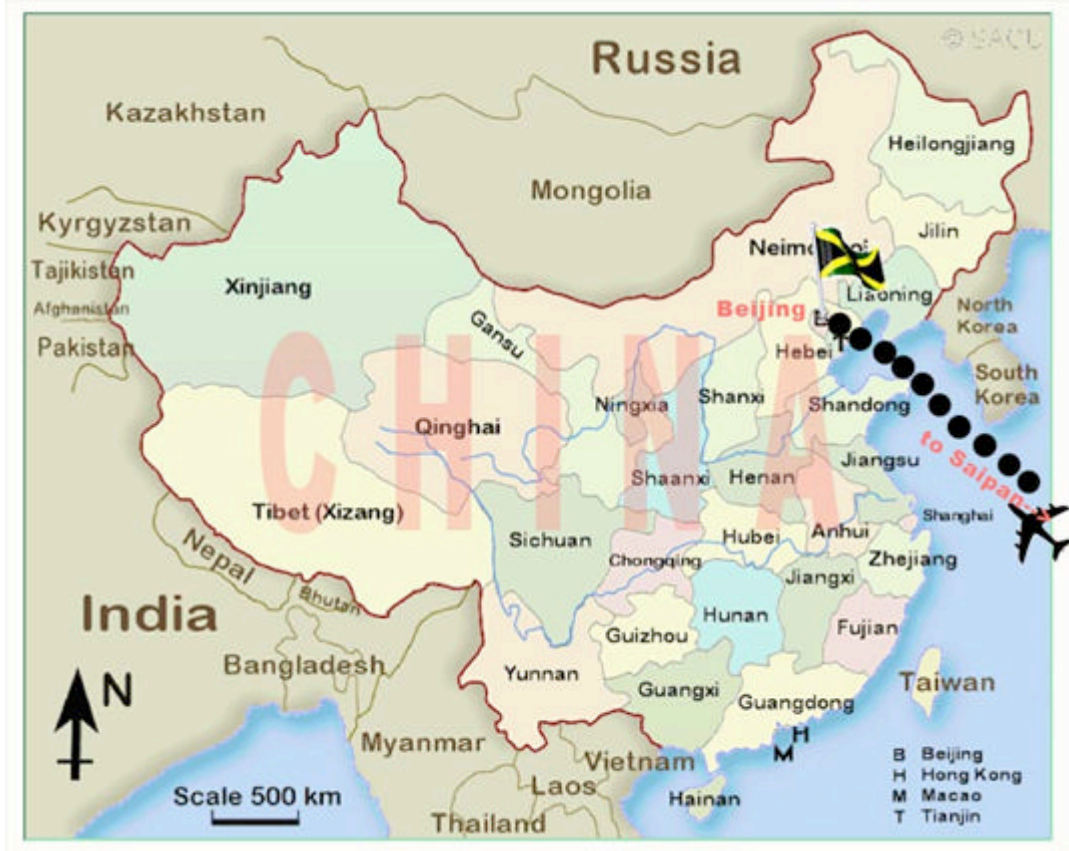 © SACU
Russia
Kazakhstan
Heilongjiang
Mongolia
Kyrgyzstan
Jilin
Tajikistan
Xinjiang
Liaoning
Afghanistan
Beijing
North
Korea
Pakistan
Gansu
Hebei
T
South
Korea
CHINA
Ningxia
Shanxi
Shandong
Qinghai
to Saipan-->
Jiangsu
Shaanxi
Henan
Tibet (Xizang)
Shanghai
Sichuan
Hubei
Anhui
Nepal
Chongqing
Zhejiang
Jiangxi
Bhutan
India
Hunan
Guizhou
Fujian
Bangladesh
Yunnan
Guangxi
Taiwan
N
Guangdong
H
M
Myanmar
Vietnam
Laos
B Beijing
H Hong Kong
M Macao
T Tianjin
Scale 500 km
Hainan
Thailand